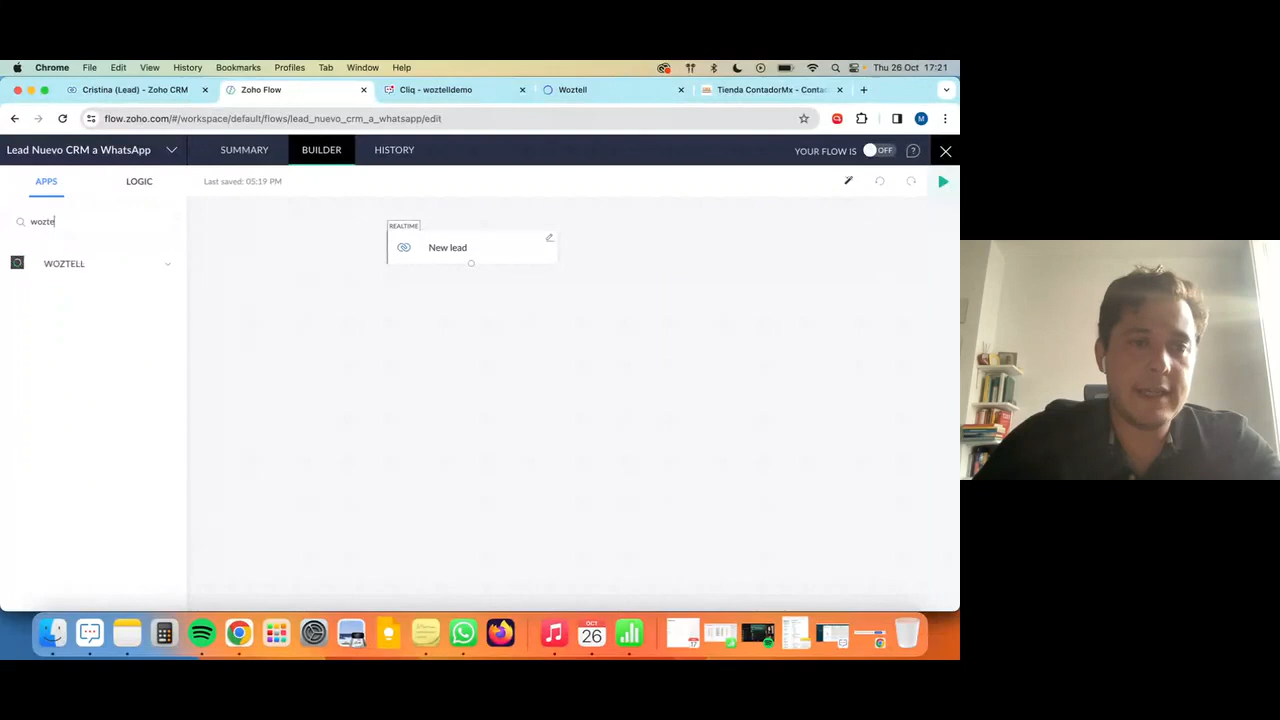 Chrome File Edit View History Bookmarks Profiles Tab Window Help Thu 26 Oct 17:21
Cristina (Lead) - Zoho CRM Zoho Flow Cliq - woztelldemo Woztell Tienda ContadorMx - Conta
flow.zoho.com/#/workspace/default/flows/lead_nuevo_crm_a_whatsapp/edit M
Lead Nuevo CRM a WhatsApp SUMMARY BUILDER HISTORY YOUR FLOW IS OFF
APPS LOGIC Last saved: 05:19 PM
wozte
REALTIME
New lead
WOZTELL
OCT
26
17